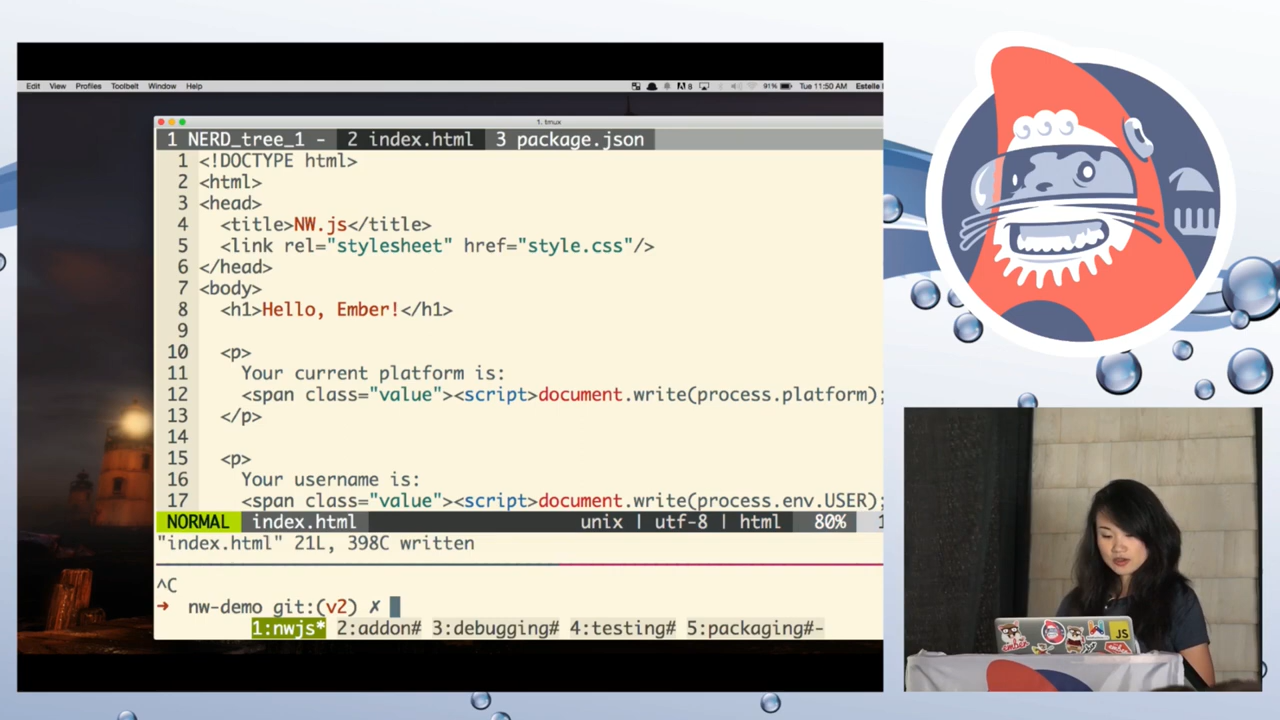 Edit View Profiles Toolbelt Window Help
8 91% Tue 11:50 AM Estelle
1. tmux
1 NERD_tree_1 - 2 index.html 3 package.json
1 <!DOCTYPE html>
2 <html>
3 <head>
4 <title>NW.js</title>
5 <link rel="stylesheet" href="style.css"/>
6 </head>
7 <body>
8 <h1>Hello, Ember!</h1>
9
10 <p>
11 Your current platform is:
12 <span class="value"><script>document.write(process.platform);
13 </p>
14
15 <p>
16 Your username is:
17 <span class="value"><script>document.write(process.env.USER);
NORMAL index.html unix | utf-8 | html 80% 1
"index.html" 21L, 398C written
^C
→ nw-demo git:(v2) ✗
1:nwjs* 2:addon# 3:debugging# 4:testing# 5:packaging#-
ember
JS